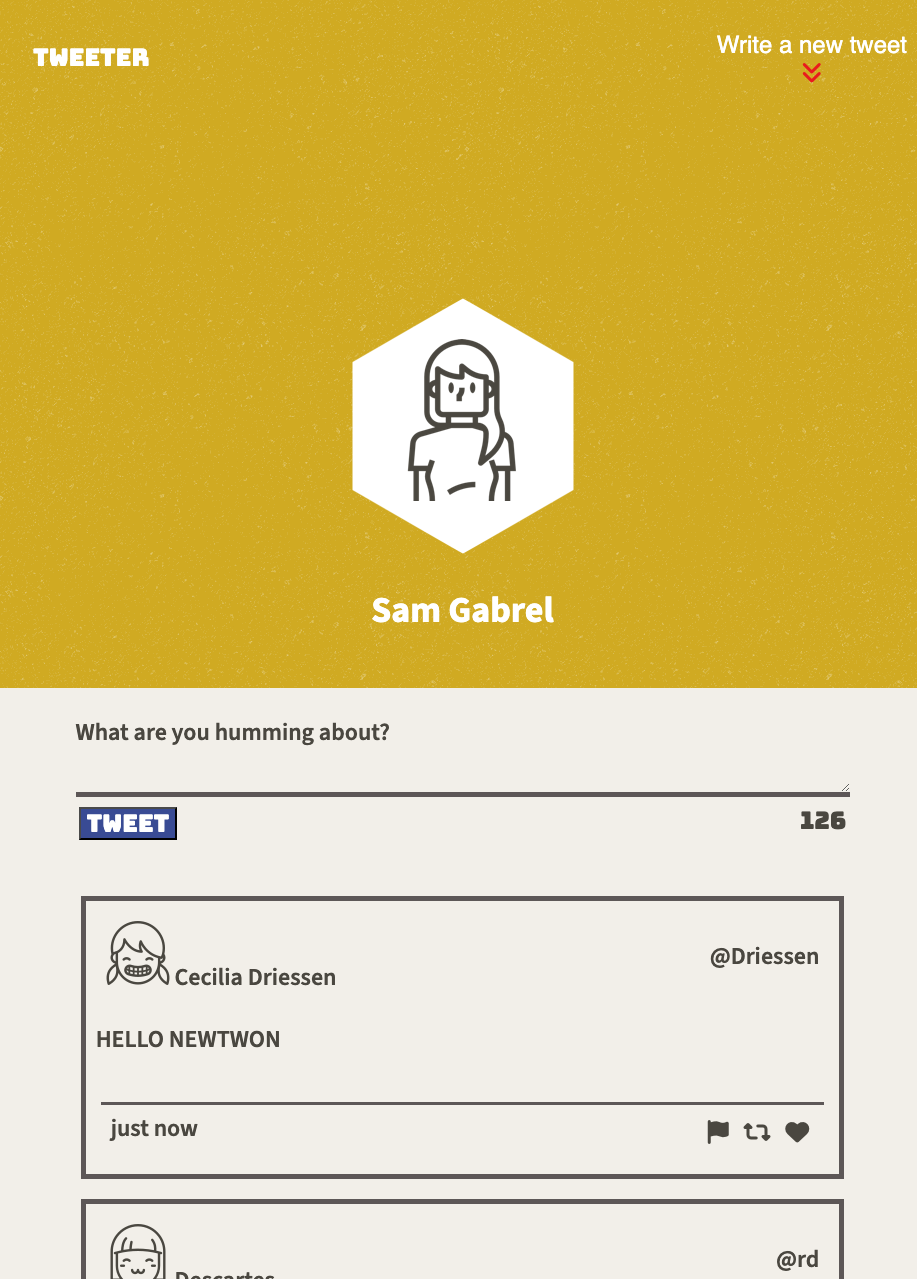 TWEETER
Write a new tweet
Sam Gabrel
What are you humming about?
TWEET
126
Cecilia Driessen
@Driessen
HELLO NEWTWON
just now
Descartes
@rd